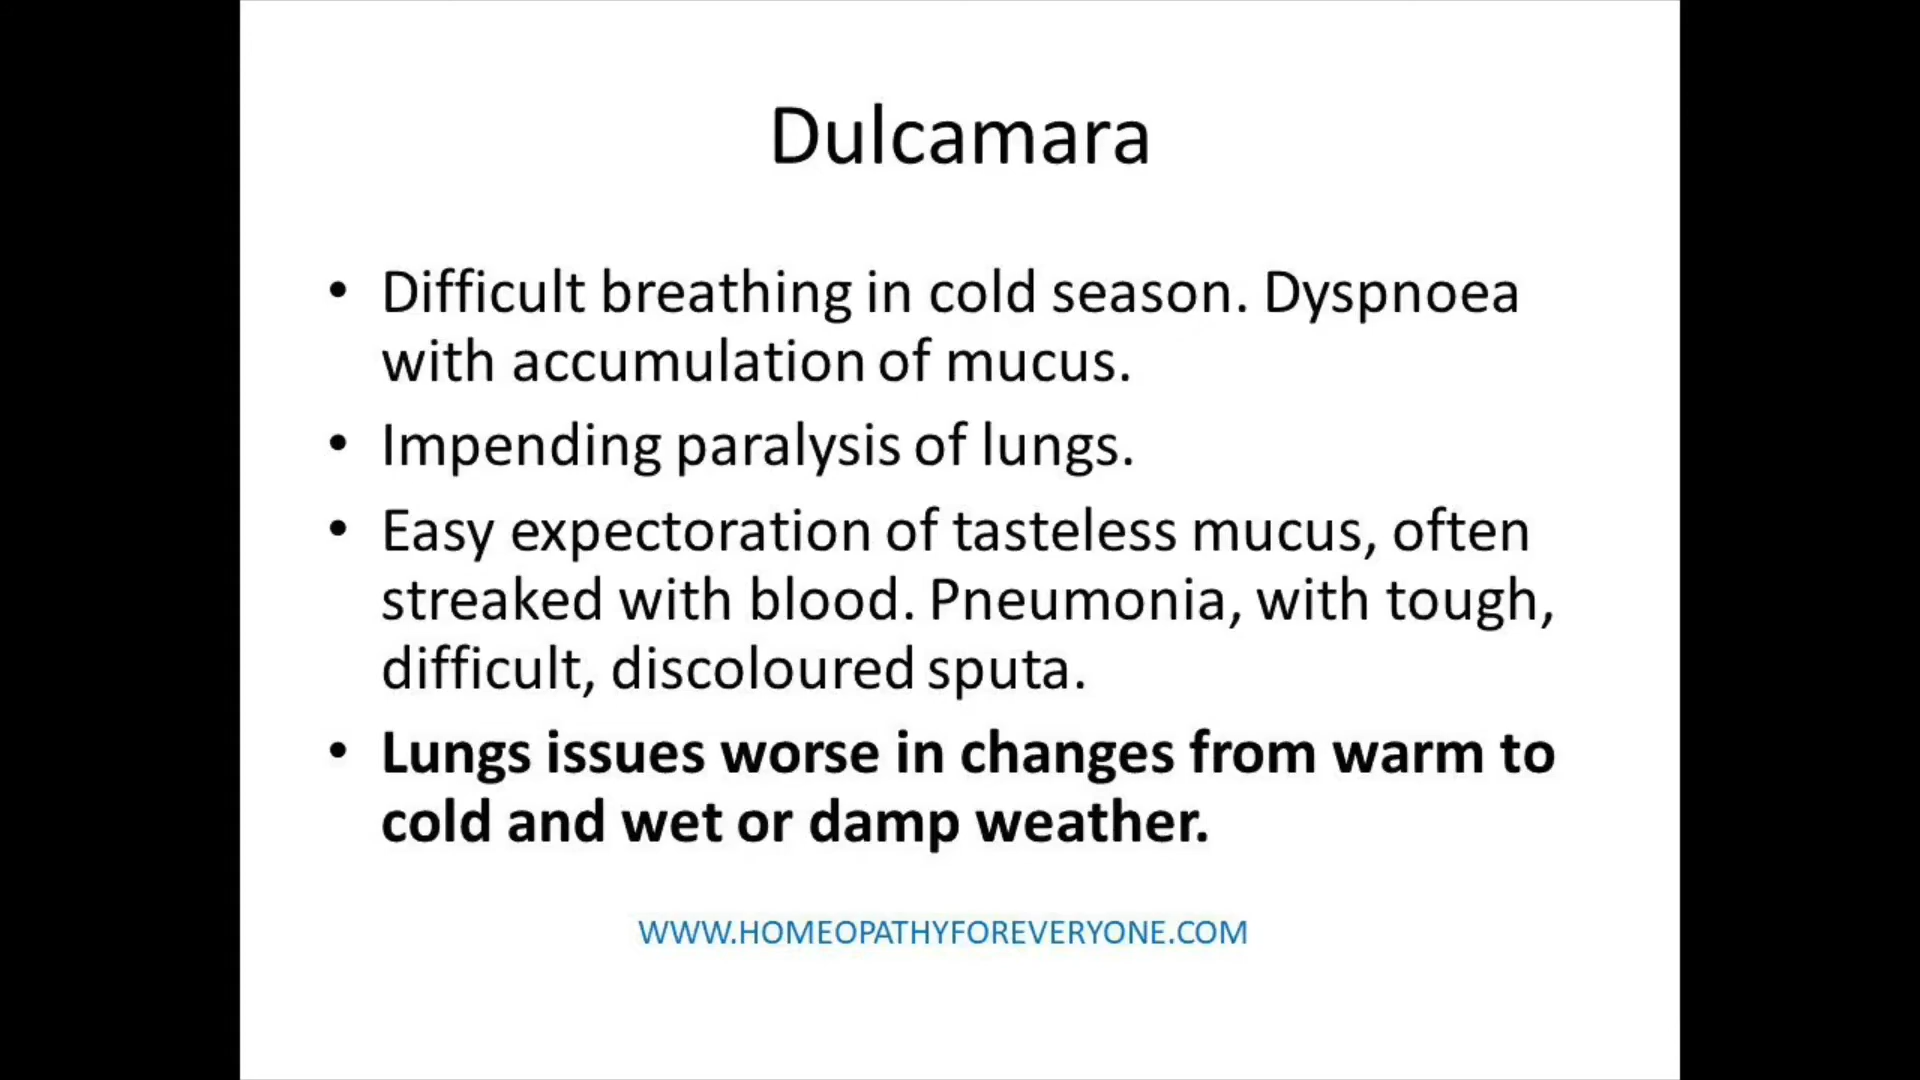 Dulcamara
• Difficult breathing in cold season. Dyspnoea
with accumulation of mucus.
• Impending paralysis of lungs.
• Easy expectoration of tasteless mucus, often
streaked with blood. Pneumonia, with tough,
difficult, discoloured sputa.
• Lungs issues worse in changes from warm to
cold and wet or damp weather.
WWW.HOMEOPATHYFOREVERYONE.COM